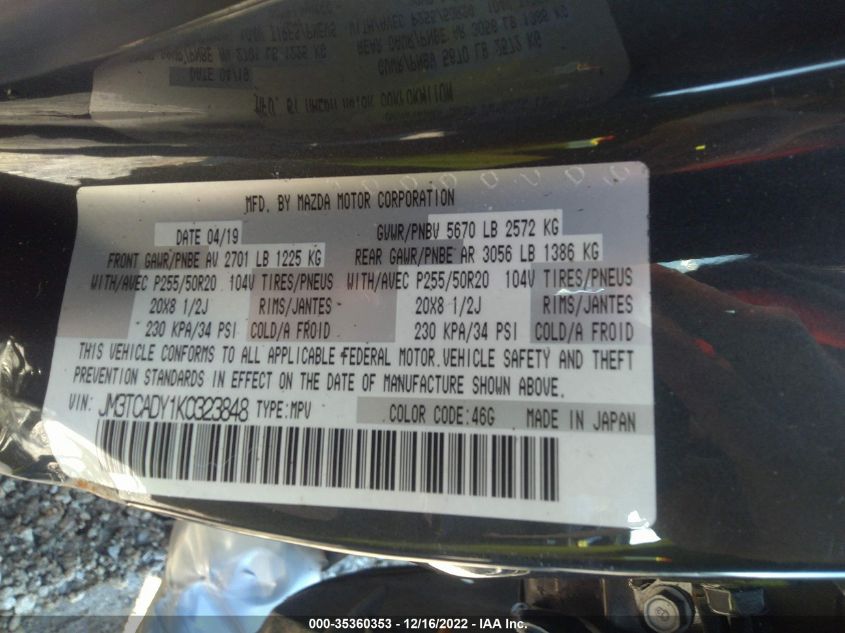 MFD. BY MAZDA MOTOR CORPORATION
DATE 04/19 GVWR/PNBV 5670 LB 2572 KG
FRONT GAWR/PNBE AV 2701 LB 1225 KG REAR GAWR/PNBE AR 3056 LB 1386 KG
WITH/AVEC P255/50R20 104V TIRES/PNEUS WITH/AVEC P255/50R20 104V TIRES/PNEUS
20X8 1/2J RIMS/JANTES 20X8 1/2J RIMS/JANTES
230 KPA/34 PSI COLD/A FROID 230 KPA/34 PSI COLD/A FROID
THIS VEHICLE CONFORMS TO ALL APPLICABLE FEDERAL MOTOR VEHICLE SAFETY AND THEFT
PREVENTION STANDARDS IN EFFECT ON THE DATE OF MANUFACTURE SHOWN ABOVE.
VIN: JM3TCADY1K0323848 TYPE:MPV COLOR CODE:46G MADE IN JAPAN
000-35360353 - 12/16/2022 - IAA Inc.